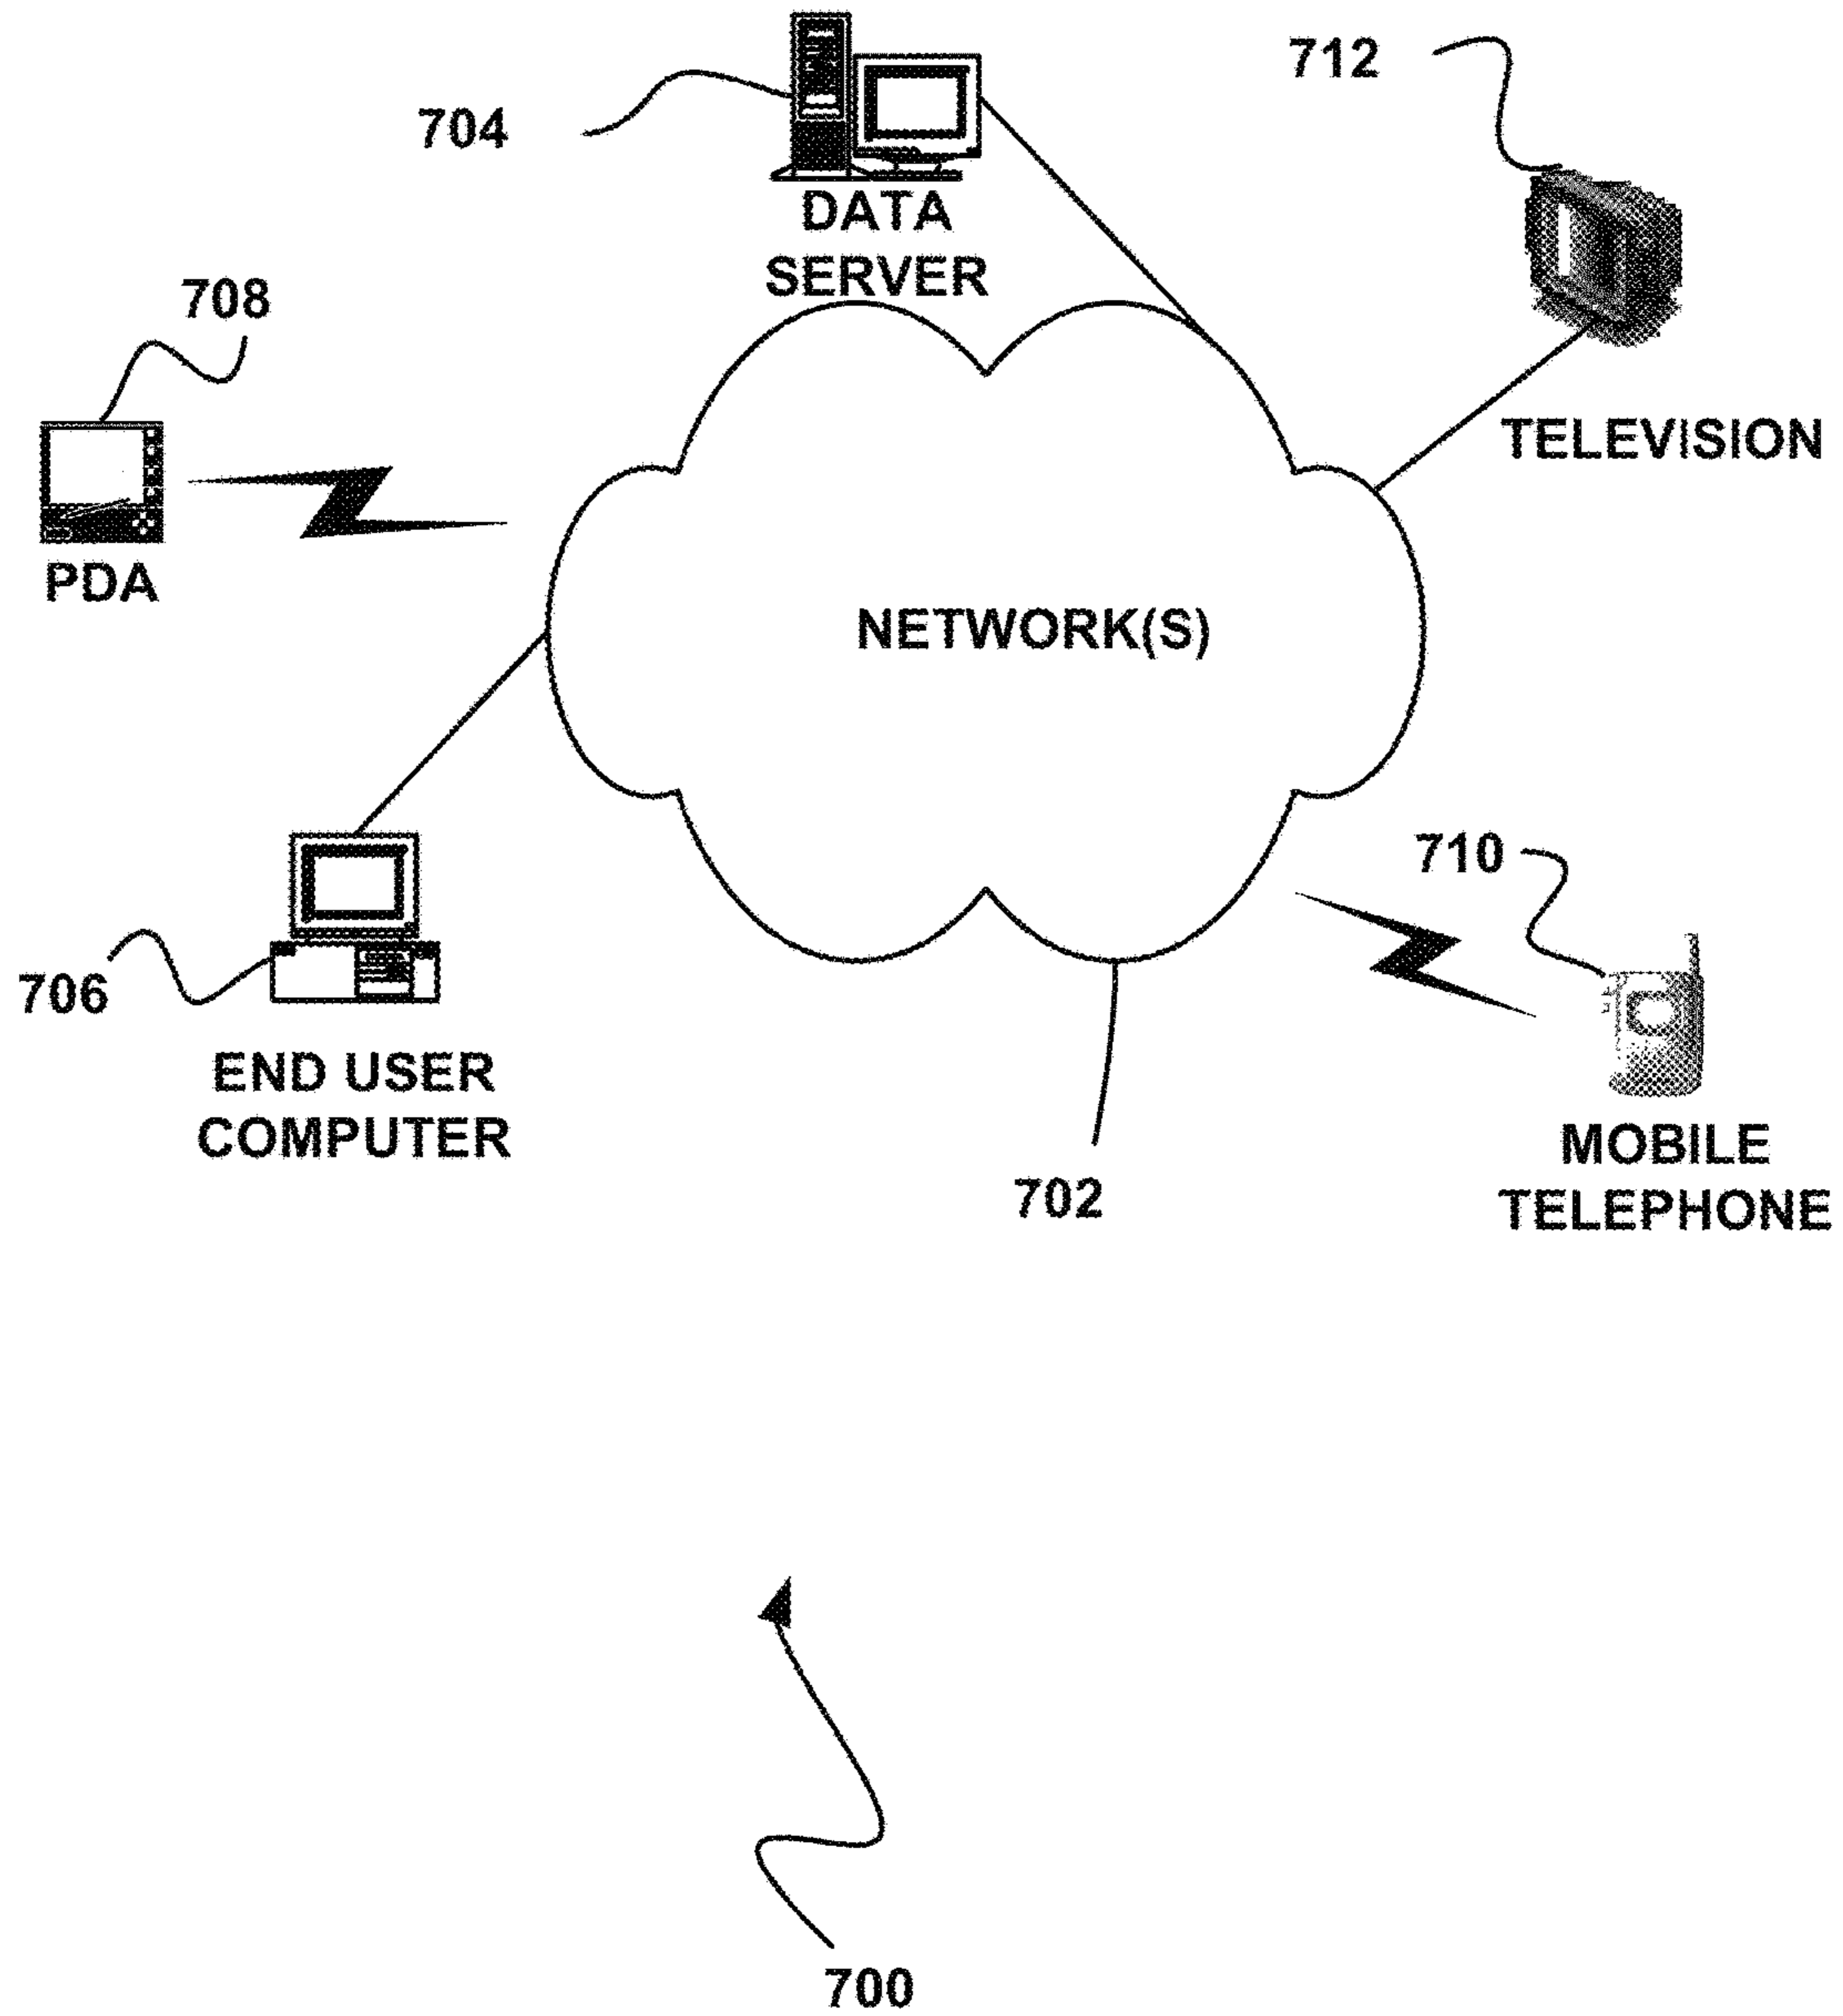 712
704
DATA
SERVER
708
TELEVISION
PDA
NETWORK(S)
710
706
END USER
COMPUTER
MOBILE
TELEPHONE
702
700